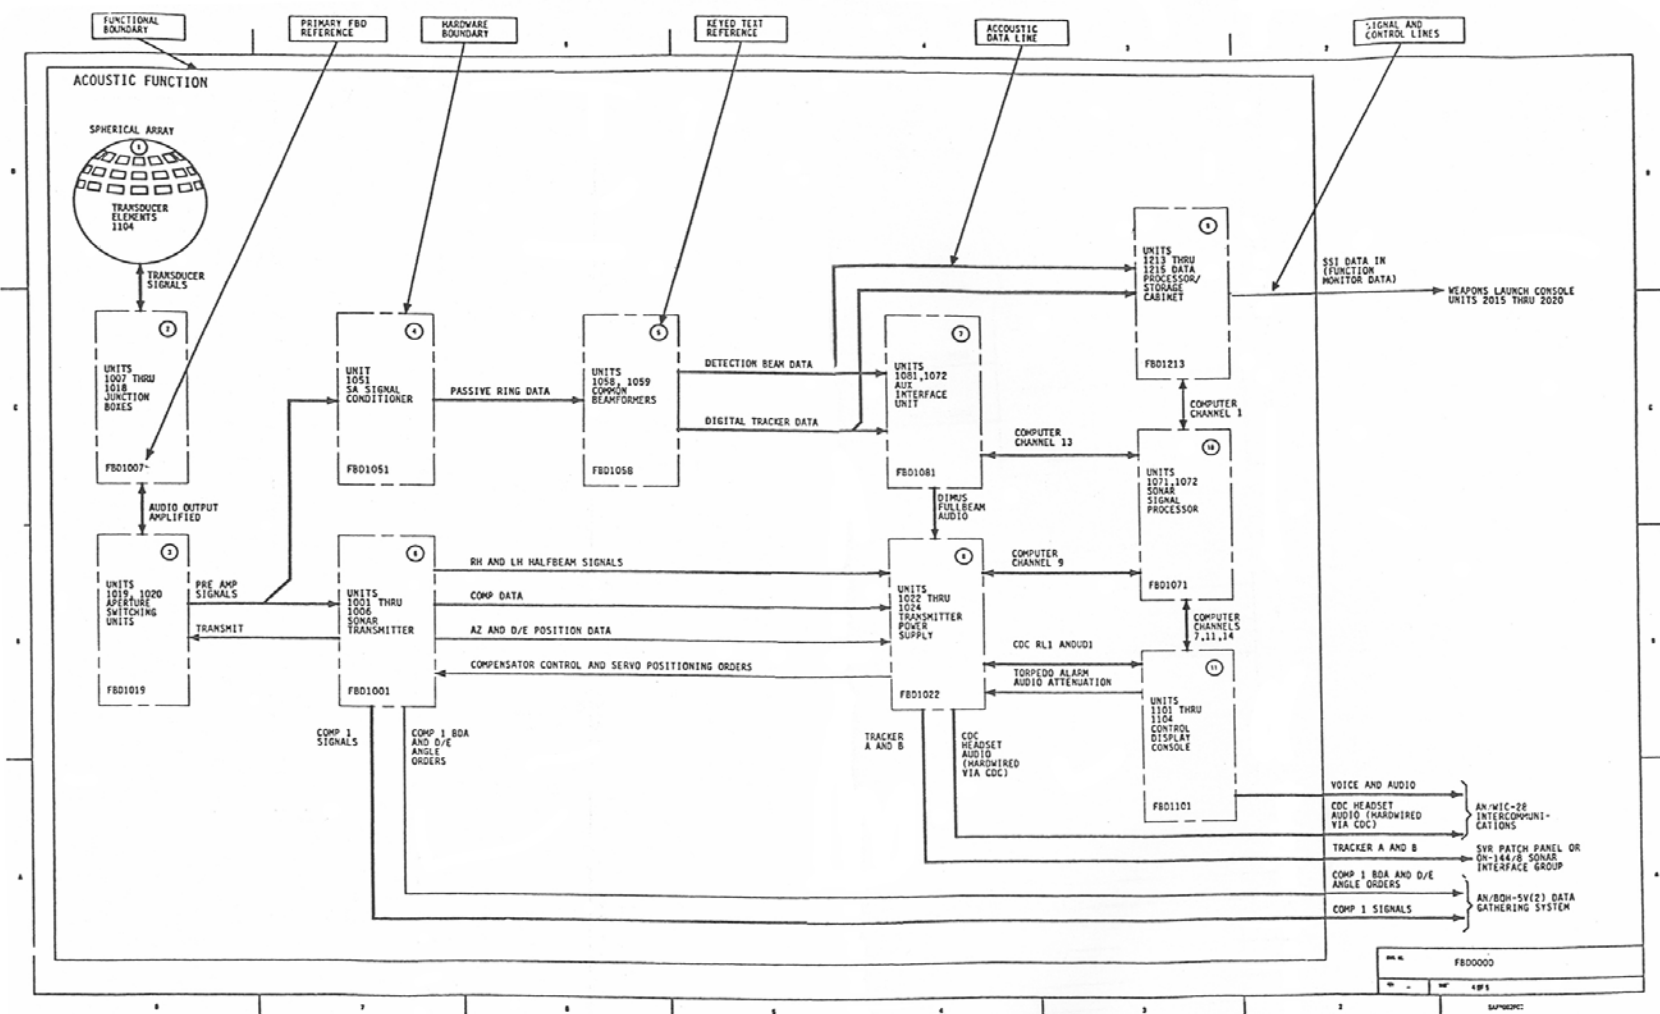 FUNCTIONAL
BOUNDARY
PRIMARY FBD
REFERENCE
HARDWARE
BOUNDARY
KEYED TEXT
REFERENCE
ACCOUSTIC
DATA LINE
SIGNAL AND
CONTROL LINES
ACOUSTIC FUNCTION
SPHERICAL ARRAY
TRANSDUCER
ELEMENTS
1104
TRANSDUCER
SIGNALS
2
UNITS
1007 THRU
1018
JUNCTION
BOXES
FBD1007
AUDIO OUTPUT
AMPLIFIED
3
UNITS
1019, 1020
APERTURE
SWITCHING
UNITS
FBD1019
PRE AMP
SIGNALS
TRANSMIT
4
UNIT
1051
SA SIGNAL
CONDITIONER
FBD1051
PASSIVE RING DATA
UNITS
1001 THRU
1006
SONAR
TRANSMITTER
FBD1001
5
UNITS
1058, 1059
COMMON
BEAMFORMERS
FBD1058
DETECTION BEAM DATA
DIGITAL TRACKER DATA
RH AND LH HALFBEAM SIGNALS
COMP DATA
AZ AND D/E POSITION DATA
COMPENSATOR CONTROL AND SERVO POSITIONING ORDERS
COMP 1
SIGNALS
COMP 1 BDA
AND D/E
ANGLE
ORDERS
7
UNITS
1081,1072
AUX
INTERFACE
UNIT
FBD1081
DIMUS
FULLBEAM
AUDIO
UNITS
1022 THRU
1024
TRANSMITTER
POWER
SUPPLY
FBD1022
TRACKER
A AND B
CDC
HEADSET
AUDIO
(HARDWIRED
VIA CDC)
COMPUTER
CHANNEL 13
COMPUTER
CHANNEL 9
CDC RL1 ANDUD1
TORPEDO ALARM
AUDIO ATTENUATION
9
UNITS
1213 THRU
1215 DATA
PROCESSOR/
STORAGE
CABINET
FBD1213
COMPUTER
CHANNEL 1
10
UNITS
1071,1072
SONAR
SIGNAL
PROCESSOR
FBD1071
COMPUTER
CHANNELS
7,11,14
11
UNITS
1101 THRU
1104
CONTROL
DISPLAY
CONSOLE
FBD1101
SSI DATA IN
(FUNCTION
MONITOR DATA)
WEAPONS LAUNCH CONSOLE
UNITS 2015 THRU 2020
VOICE AND AUDIO
CDC HEADSET
AUDIO (HARDWIRED
VIA CDC)
AN/WIC-28
INTERCOMMUNI-
CATIONS
TRACKER A AND B
SVR PATCH PANEL OR
ON-144/8 SONAR
INTERFACE GROUP
COMP 1 BDA AND D/E
ANGLE ORDERS
COMP 1 SIGNALS
AN/BQH-5V(2) DATA
GATHERING SYSTEM
FBD0000